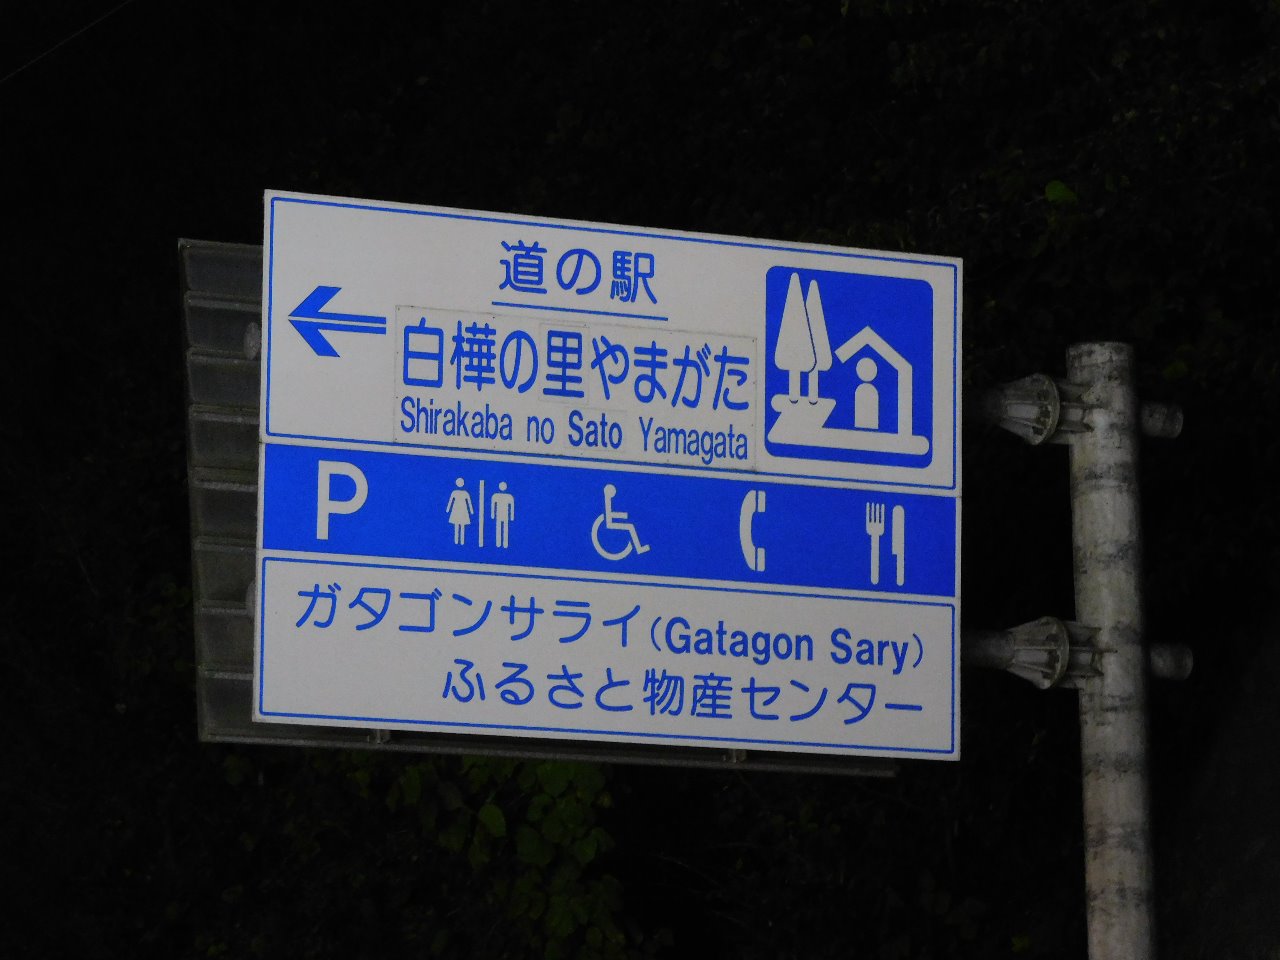 道の駅
白樺の里やまがた
Shirakaba no Sato Yamagata
P
ガタゴンサライ(Gatagon Sary)
ふるさと物産センター